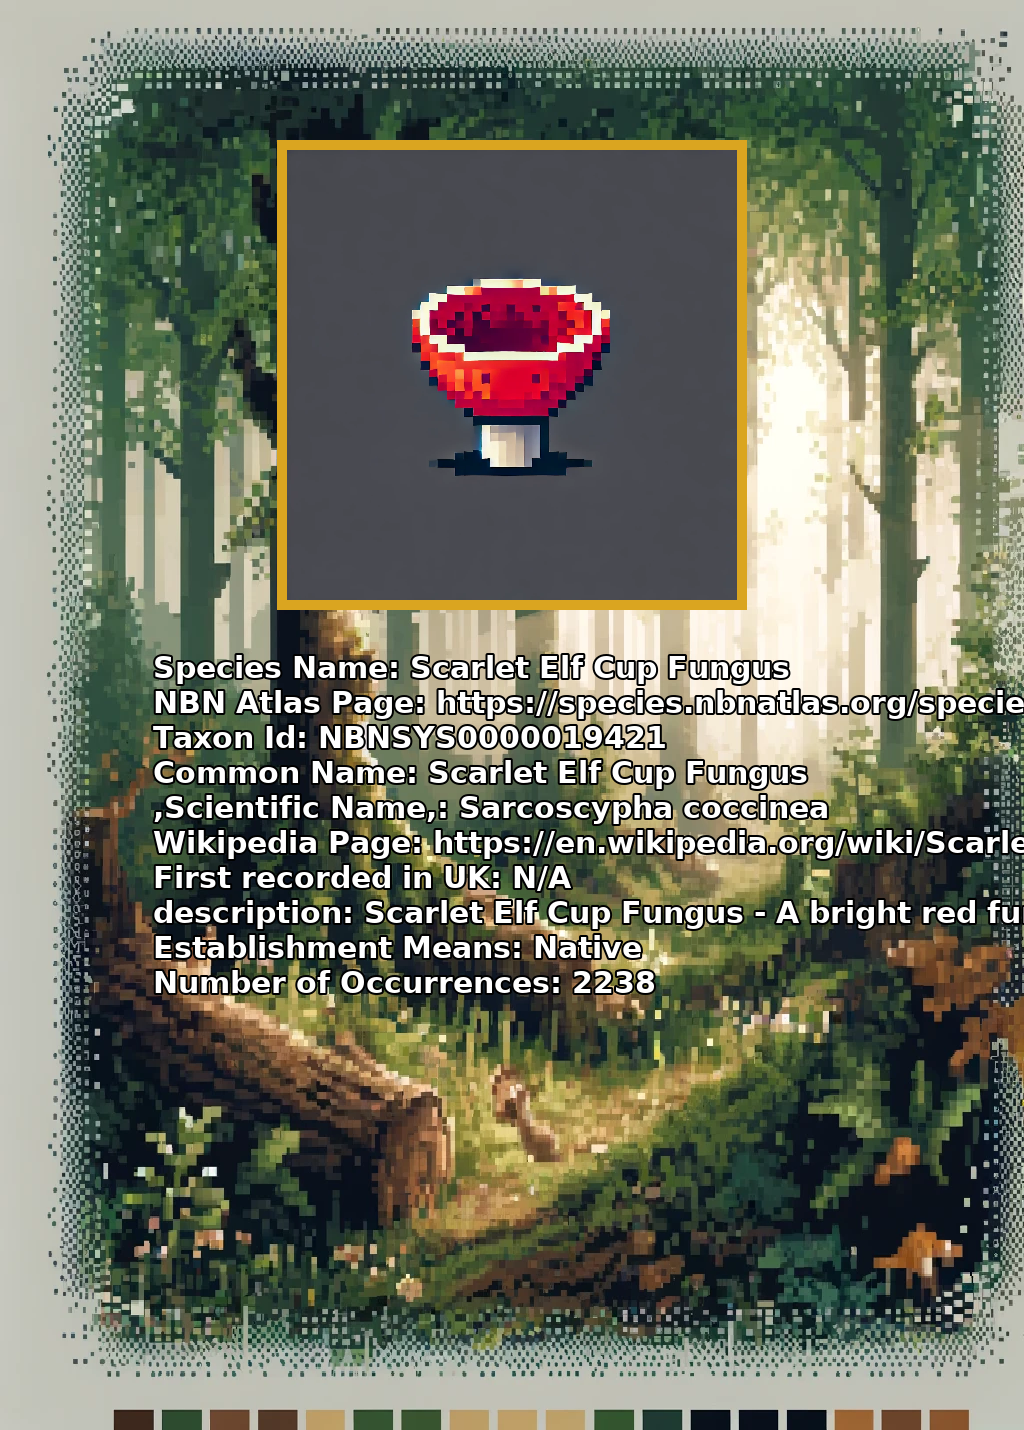 Species Name: Scarlet Elf Cup Fungus
NBN Atlas Page: https://species.nbnatlas.org/specie
Taxon Id: NBNSYS0000019421
Common Name: Scarlet Elf Cup Fungus
,Scientific Name,: Sarcoscypha coccinea
Wikipedia Page: https://en.wikipedia.org/wiki/Scarle
First recorded in UK: N/A
description: Scarlet Elf Cup Fungus - A bright red fu
Establishment Means: Native
Number of Occurrences: 2238